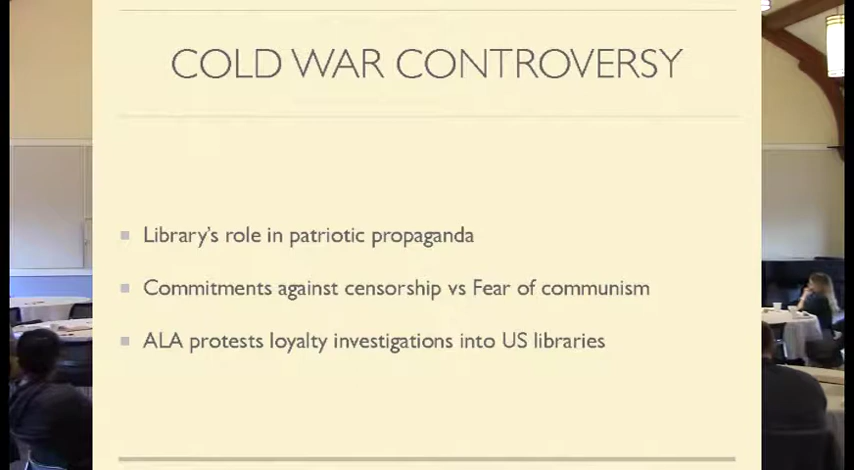 COLD WAR CONTROVERSY
Library's role in patriotic propaganda
Commitments against censorship vs Fear of communism
ALA protests loyalty investigations into US libraries